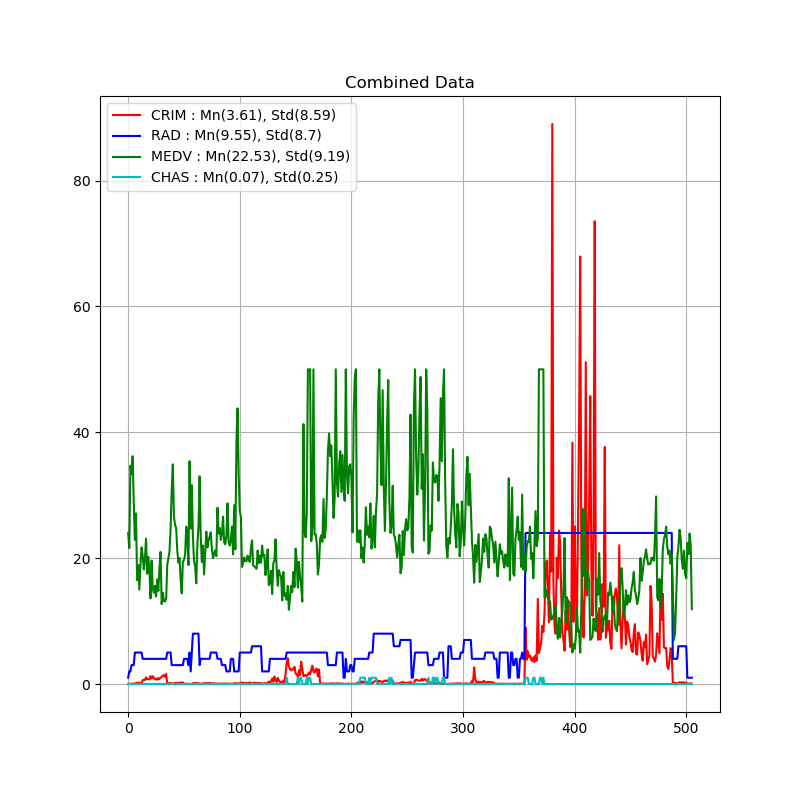 Combined Data
CRIM : Mn(3.61), Std(8.59)
RAD : Mn(9.55), Std(8.7)
MEDV : Mn(22.53), Std(9.19)
CHAS : Mn(0.07), Std(0.25)
80
60
40
20
0
0 100 200 300 400 500